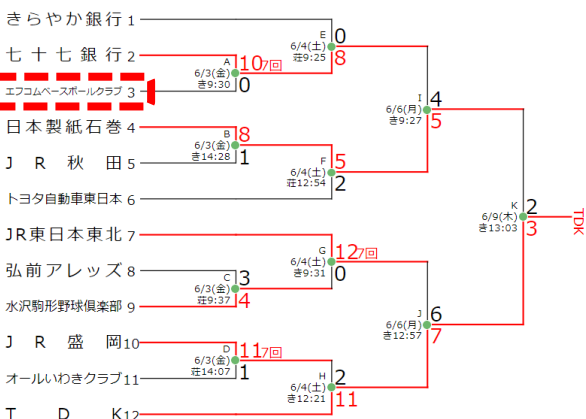 きらやか銀行 1
七十七銀行 2
エフコムベースボールクラブ 3
日本製紙石巻 4
JR秋田 5
トヨタ自動車東日本 6
JR東日本東北 7
弘前アレッズ 8
水沢駒形野球倶楽部 9
JR盛岡 10
オールいわきクラブ 11
TDK 12
A
6/3(金)
き9:30
10 7回
0
B
6/3(金)
き14:28
8
1
C
6/3(金)
荘9:37
3
4
D
6/3(金)
荘14:07
11 7回
1
E
6/4(土)
荘9:25
0
8
F
6/4(土)
荘12:54
5
2
G
6/4(土)
き9:31
12 7回
0
H
6/4(土)
き12:21
2
11
I
6/6(月)
き9:27
4
5
J
6/6(月)
き12:57
6
7
K
6/9(木)
き13:03
2
3
TDK